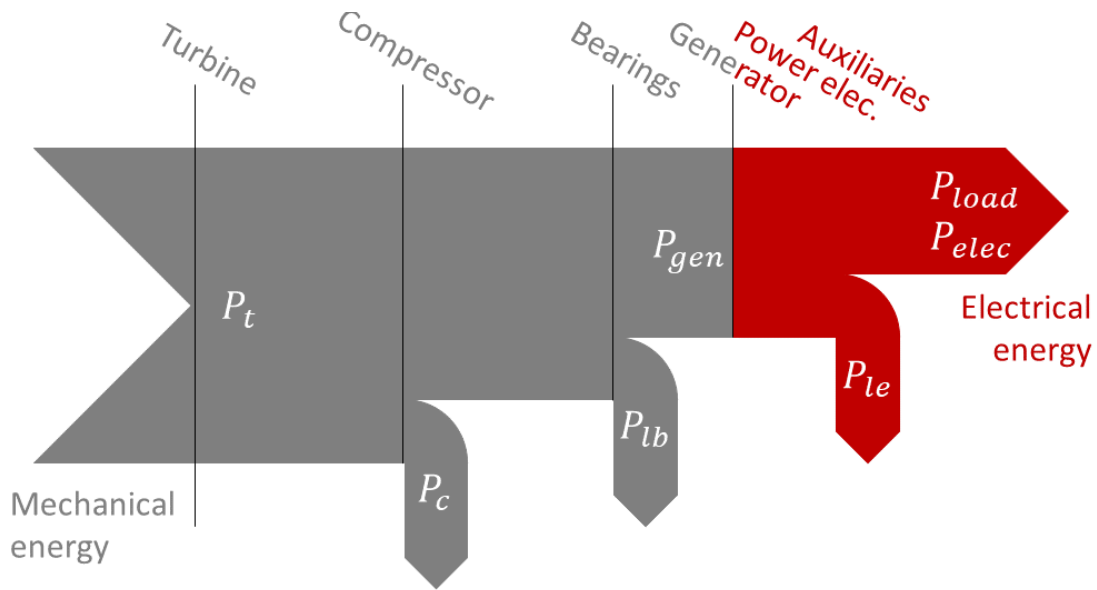 Turbine
Compressor
Bearings
Generator
Auxiliaries
Power elec.
P_t
P_gen
P_load
P_elec
P_c
P_lb
P_le
Mechanical
energy
Electrical
energy